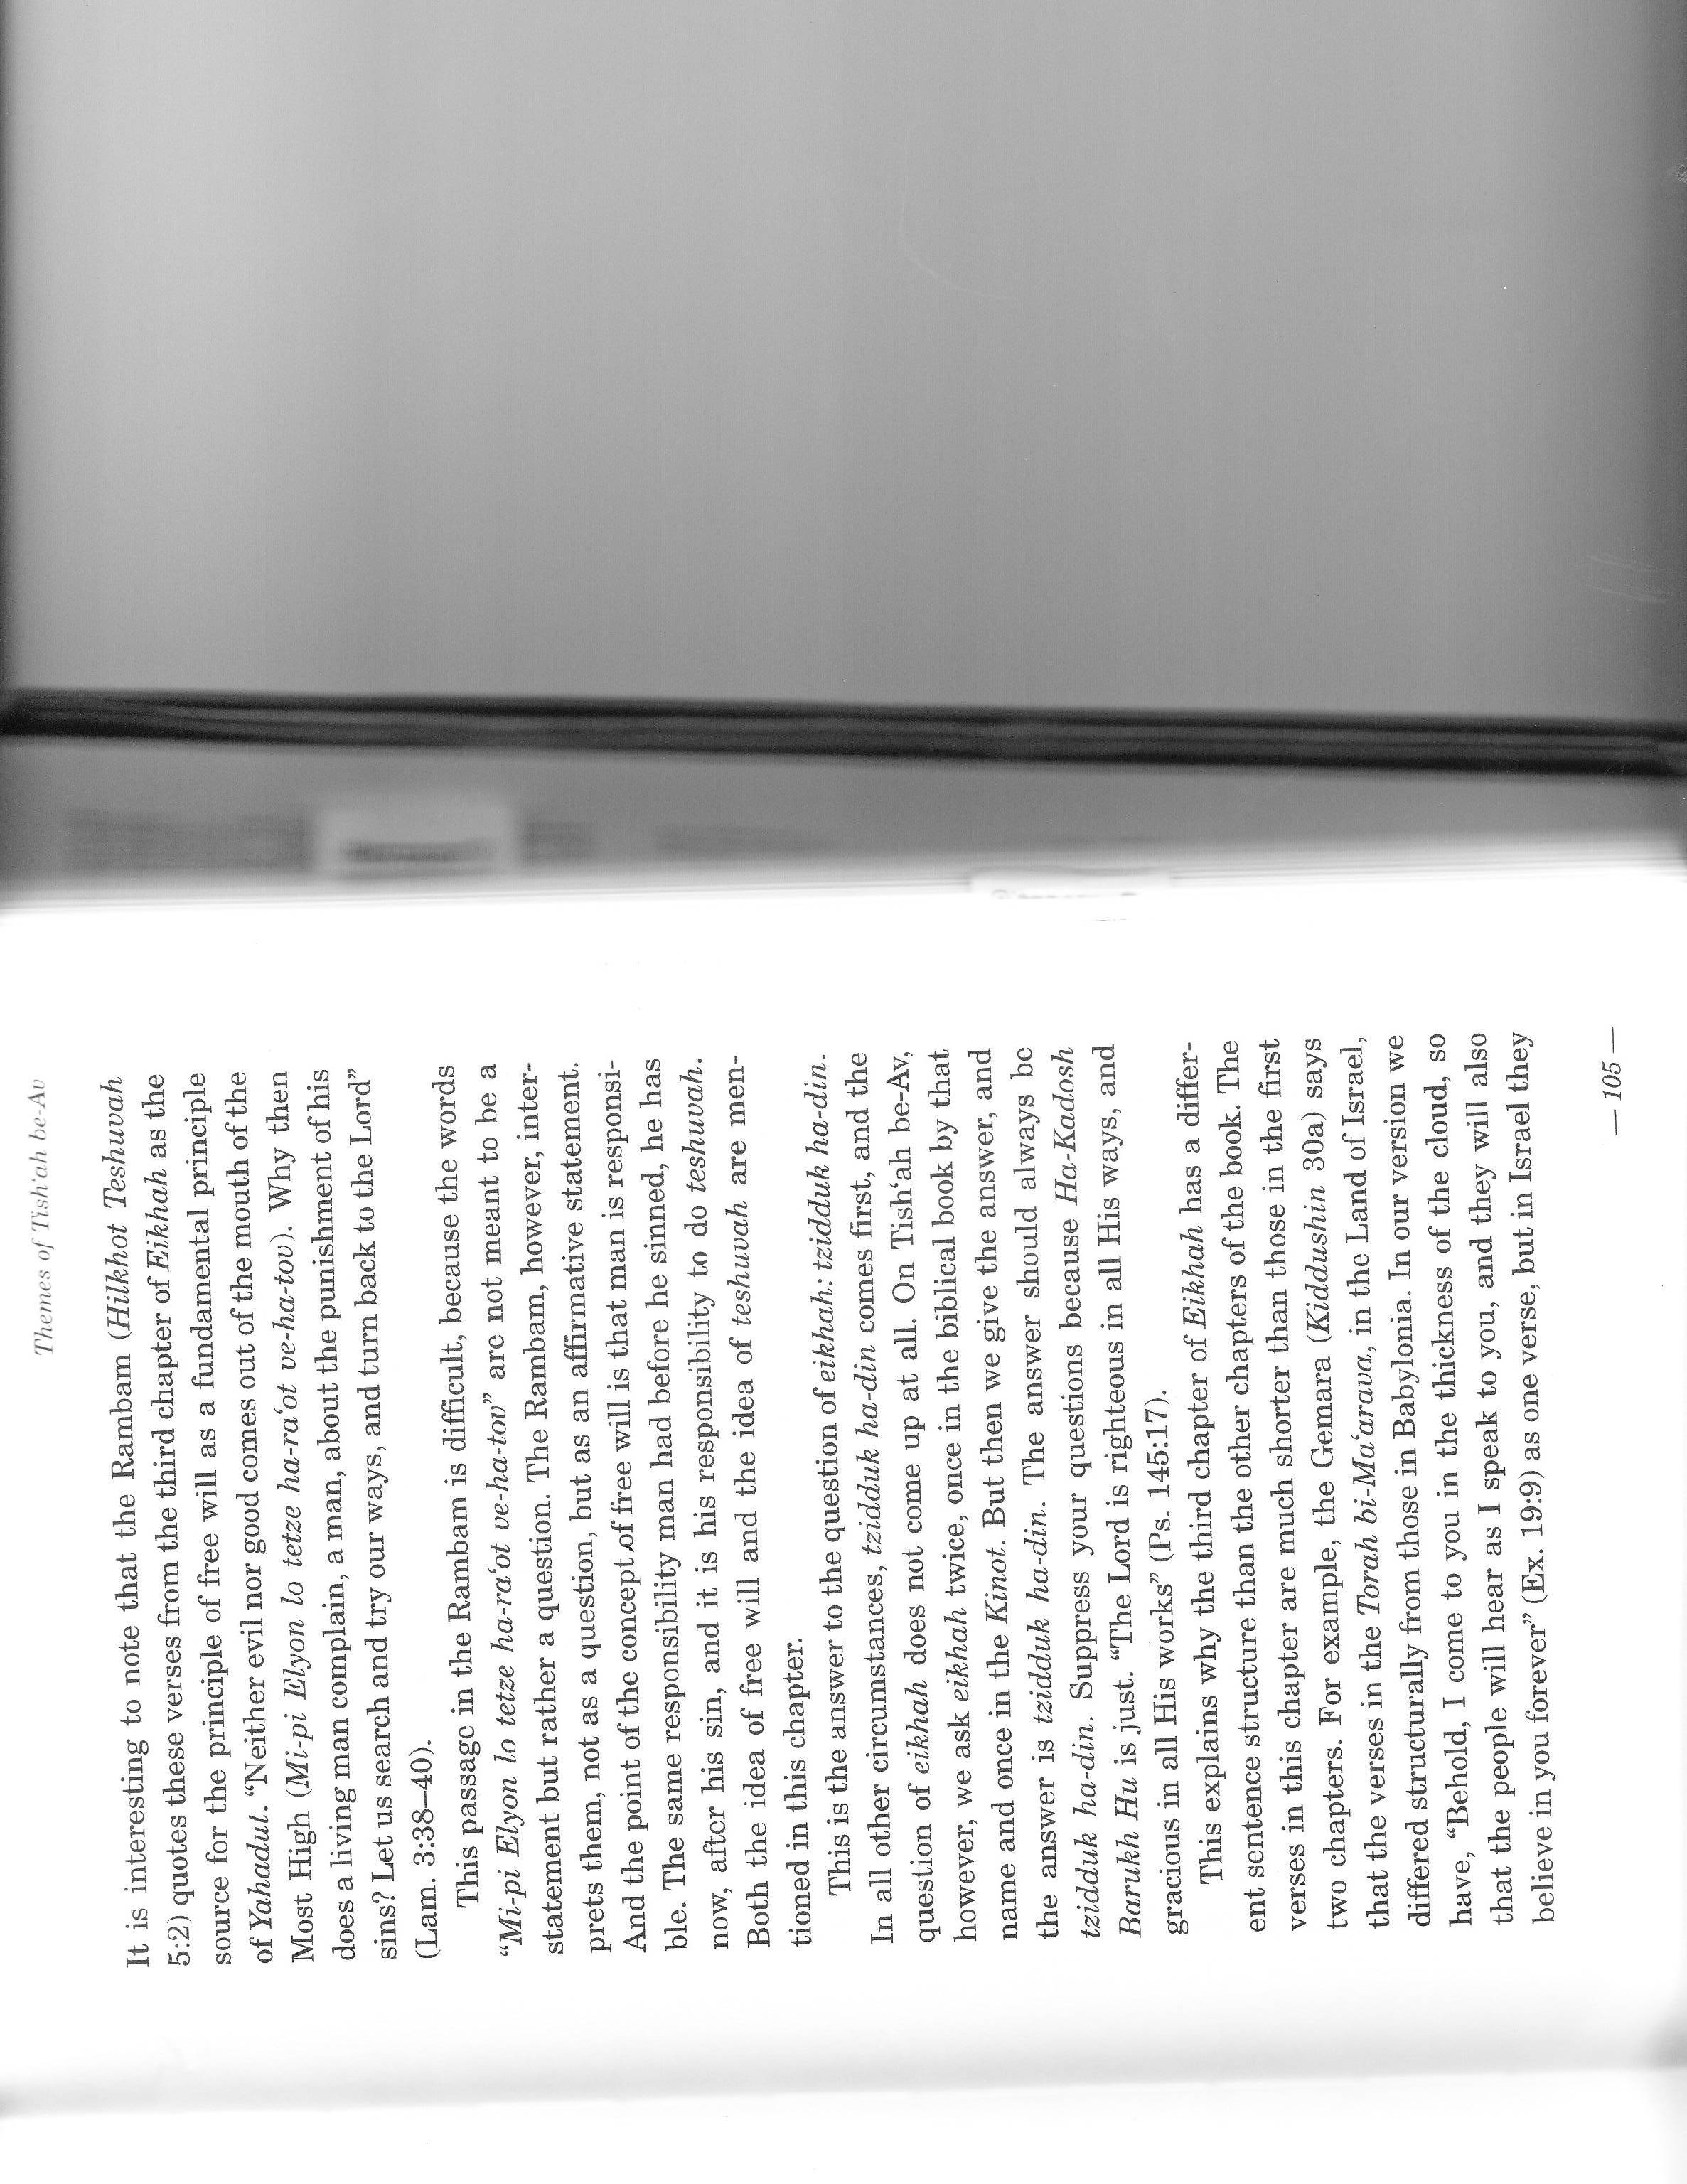 Themes of Tish‘ah be-Av
It is interesting to note that the Rambam (Hilkhot Teshuvah
5:2) quotes these verses from the third chapter of Eikhah as the
source for the principle of free will as a fundamental principle
of Yahadut. “Neither evil nor good comes out of the mouth of the
Most High (Mi-pi Elyon lo tetze ha-ra‘ot ve-ha-tov). Why then
does a living man complain, a man, about the punishment of his
sins? Let us search and try our ways, and turn back to the Lord”
(Lam. 3:38–40).
This passage in the Rambam is difficult, because the words
“Mi-pi Elyon lo tetze ha-ra‘ot ve-ha-tov” are not meant to be a
statement but rather a question. The Rambam, however, inter-
prets them, not as a question, but as an affirmative statement.
And the point of the concept of free will is that man is responsi-
ble. The same responsibility man had before he sinned, he has
now, after his sin, and it is his responsibility to do teshuvah.
Both the idea of free will and the idea of teshuvah are men-
tioned in this chapter.
This is the answer to the question of eikhah: tzidduk ha-din.
In all other circumstances, tzidduk ha-din comes first, and the
question of eikhah does not come up at all. On Tish‘ah be-Av,
however, we ask eikhah twice, once in the biblical book by that
name and once in the Kinot. But then we give the answer, and
the answer is tzidduk ha-din. The answer should always be
tzidduk ha-din. Suppress your questions because Ha-Kadosh
Barukh Hu is just. “The Lord is righteous in all His ways, and
gracious in all His works” (Ps. 145:17).
This explains why the third chapter of Eikhah has a differ-
ent sentence structure than the other chapters of the book. The
verses in this chapter are much shorter than those in the first
two chapters. For example, the Gemara (Kiddushin 30a) says
that the verses in the Torah bi-Ma‘arava, in the Land of Israel,
differed structurally from those in Babylonia. In our version we
have, “Behold, I come to you in the thickness of the cloud, so
that the people will hear as I speak to you, and they will also
believe in you forever” (Ex. 19:9) as one verse, but in Israel they
— 105 —